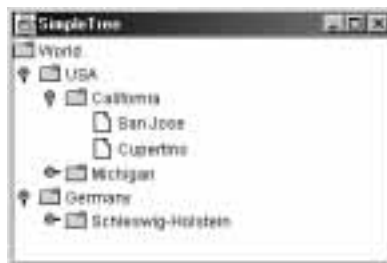 SimpleTree
World
USA
California
San Jose
Cupertino
Michigan
Germany
Schleswig-Holstein